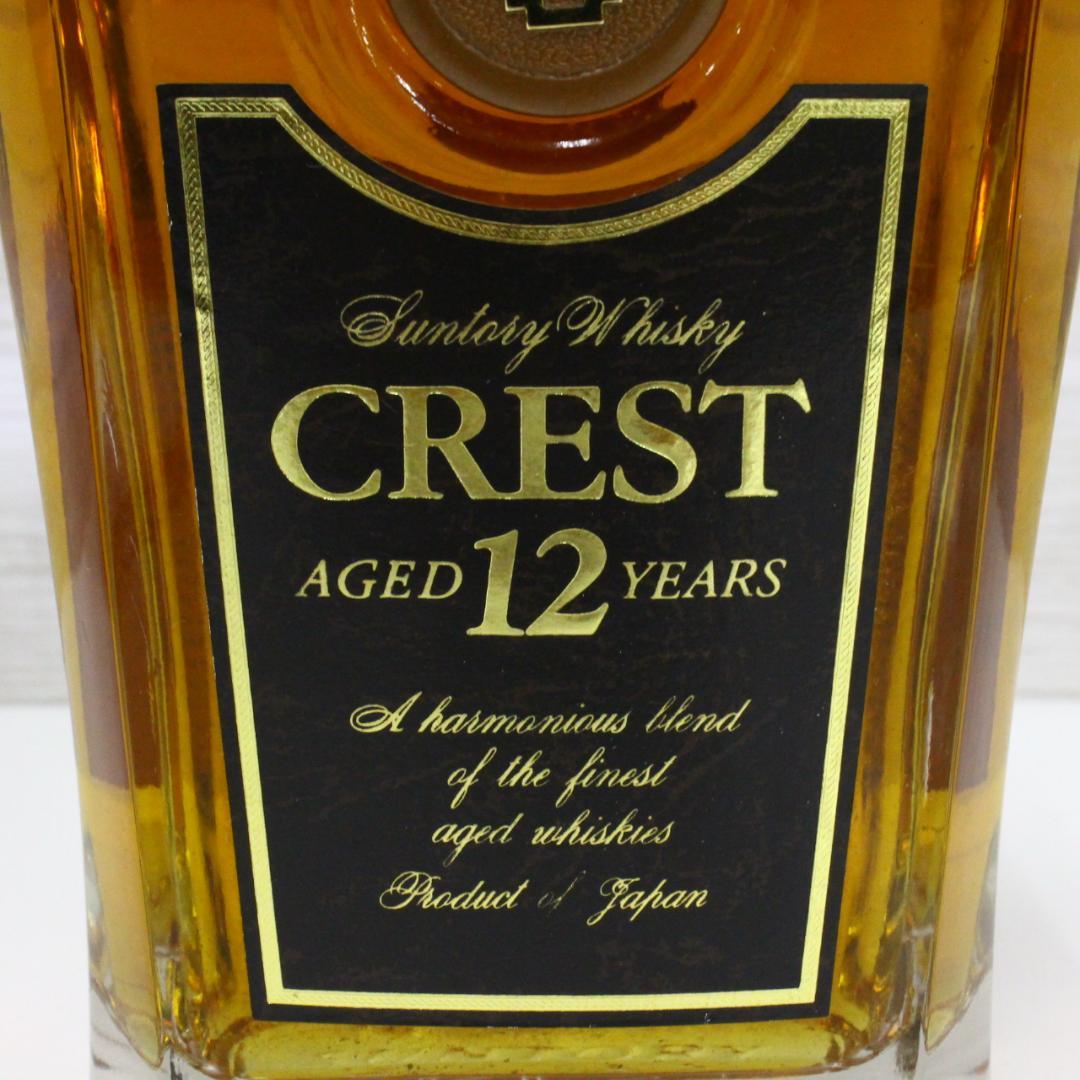 Suntory Whisky
CREST
AGED 12 YEARS
A harmonious blend
of the finest
aged whiskies
Product of Japan